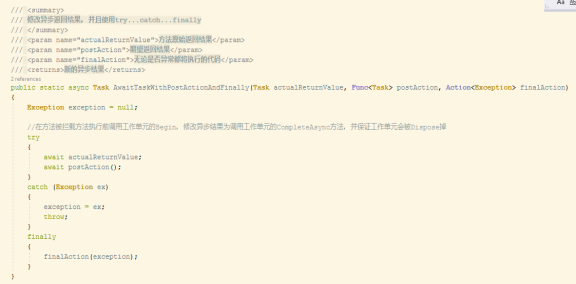 Aa
/// <summary>
/// 修改异步返回结果，并且使用try...catch...finally
/// </summary>
/// <param name="actualReturnValue">方法原始返回结果</param>
/// <param name="postAction">期望返回结果</param>
/// <param name="finalAction">无论是否异常都将执行的代码</param>
/// <returns>新的异步结果</returns>
2 references
public static async Task AwaitTaskWithPostActionAndFinally(Task actualReturnValue, Func<Task> postAction, Action<Exception> finalAction)
{
Exception exception = null;
//在方法被拦截方法执行前调用工作单元的Begin，修改异步结果为调用工作单元的CompleteAsync方法，并保证工作单元会被Dispose掉
try
{
await actualReturnValue;
await postAction();
}
catch (Exception ex)
{
exception = ex;
throw;
}
finally
{
finalAction(exception);
}
}